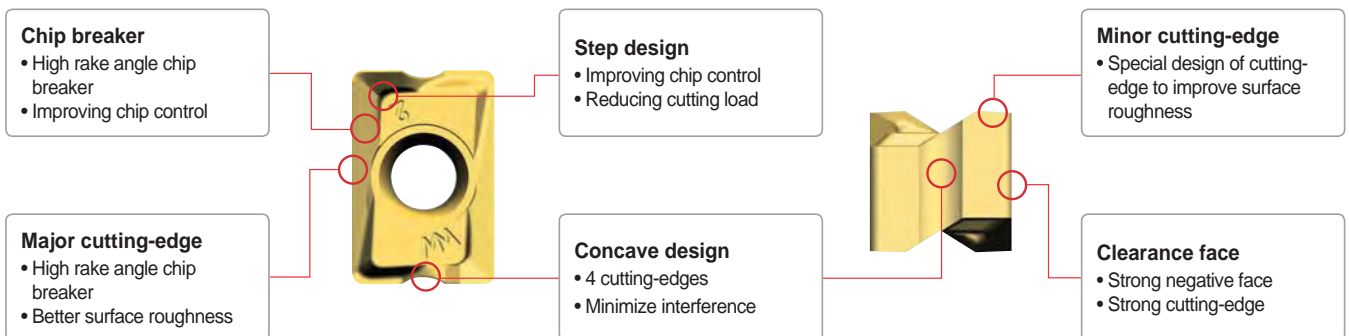 Chip breaker
• High rake angle chip
breaker
• Improving chip control
Step design
• Improving chip control
• Reducing cutting load
Minor cutting-edge
• Special design of cutting-
edge to improve surface
roughness
Major cutting-edge
• High rake angle chip
breaker
• Better surface roughness
Concave design
• 4 cutting-edges
• Minimize interference
Clearance face
• Strong negative face
• Strong cutting-edge
MM